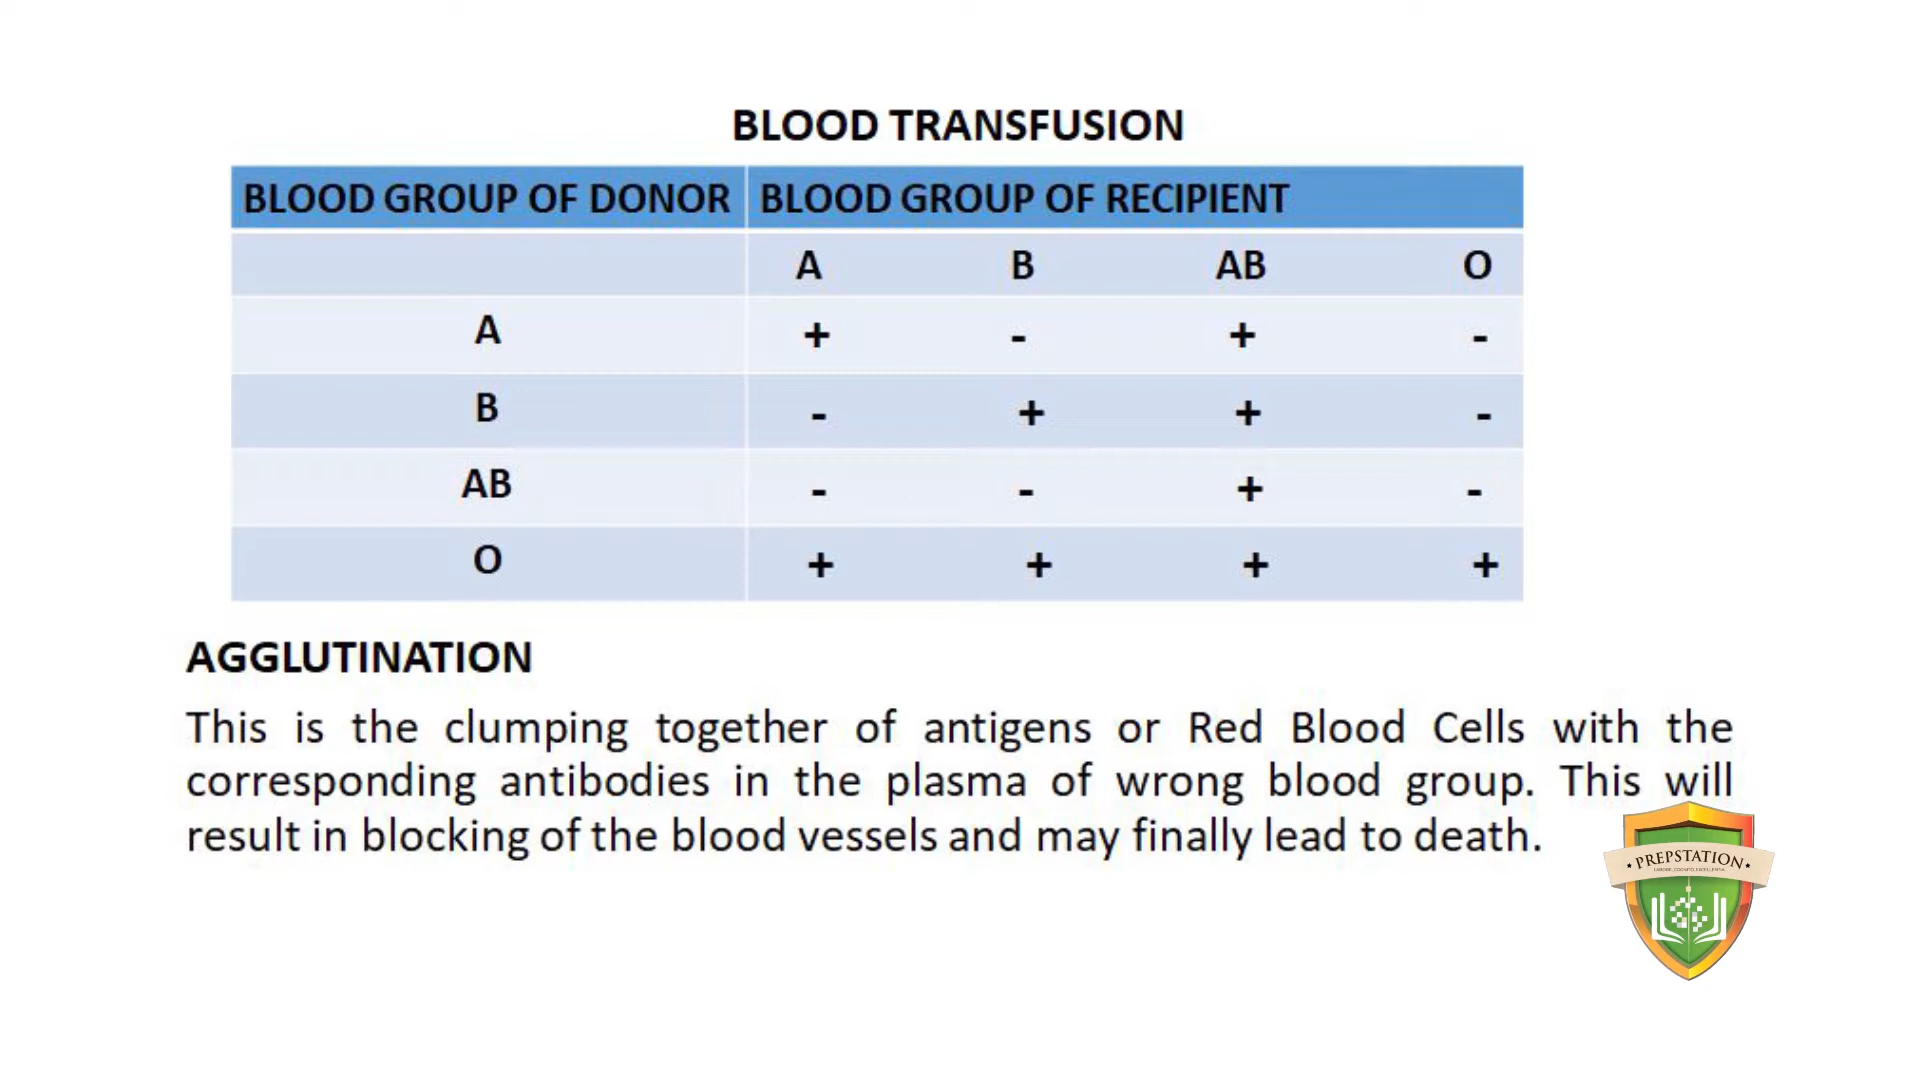 BLOOD TRANSFUSION
BLOOD GROUP OF DONOR BLOOD GROUP OF RECIPIENT
A B AB O
A + - + -
B - + + -
AB - - + -
O + + + +
AGGLUTINATION
This is the clumping together of antigens or Red Blood Cells with the
corresponding antibodies in the plasma of wrong blood group. This will
result in blocking of the blood vessels and may finally lead to death.
PREPSTATION